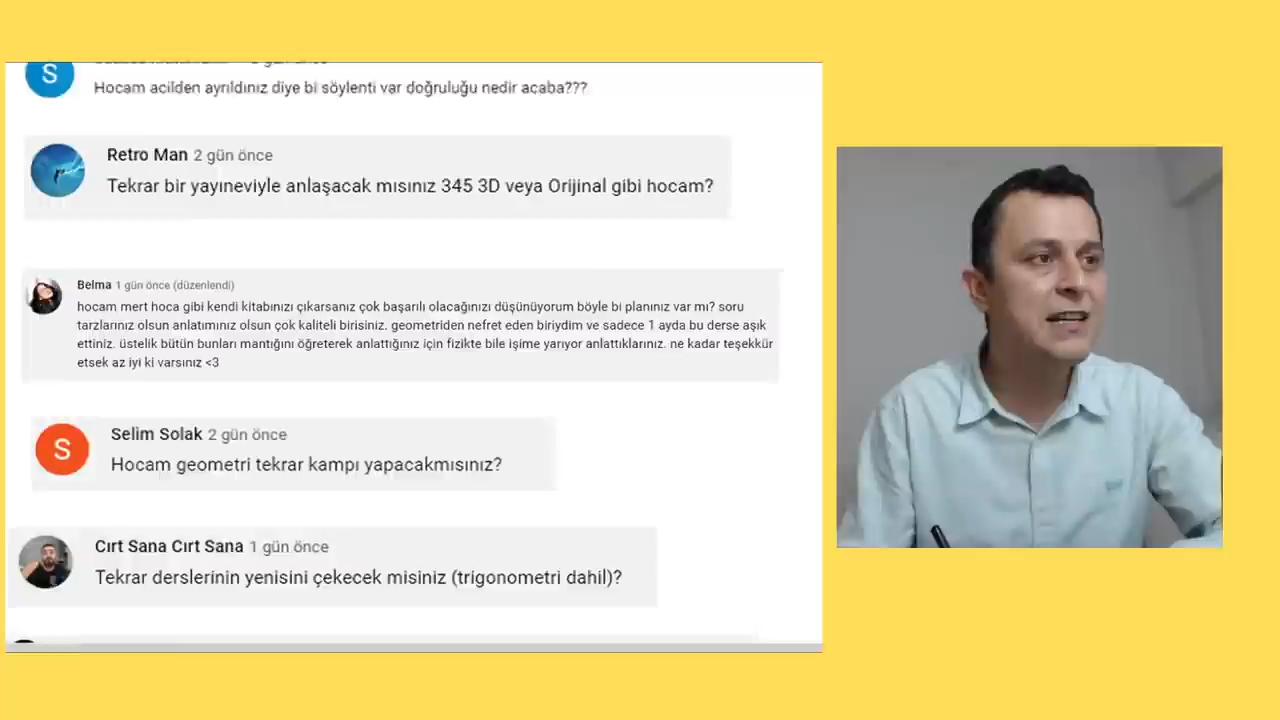 S
Hocam acilden ayrıldınız diye bi söylenti var doğruluğu nedir acaba???
Retro Man 2 gün önce
Tekrar bir yayıneviyle anlaşacak mısınız 345 3D veya Orijinal gibi hocam?
Belma 1 gün önce (düzenlendi)
hocam mert hoca gibi kendi kitabınızı çıkarsanız çok başarılı olacağınızı düşünüyorum böyle bi planınız var mı? soru
tarzlarınız olsun anlatımınız olsun çok kaliteli birisiniz. geometriden nefret eden biriydim ve sadece 1 ayda bu derse aşık
ettiniz. üstelik bütün bunları mantığını öğreterek anlattığınız için fizikte bile işime yarıyor anlattıklarınız. ne kadar teşekkür
etsek az iyi ki varsınız <3
S
Selim Solak 2 gün önce
Hocam geometri tekrar kampı yapacakmısınız?
Cırt Sana Cırt Sana 1 gün önce
Tekrar derslerinin yenisini çekecek misiniz (trigonometri dahil)?